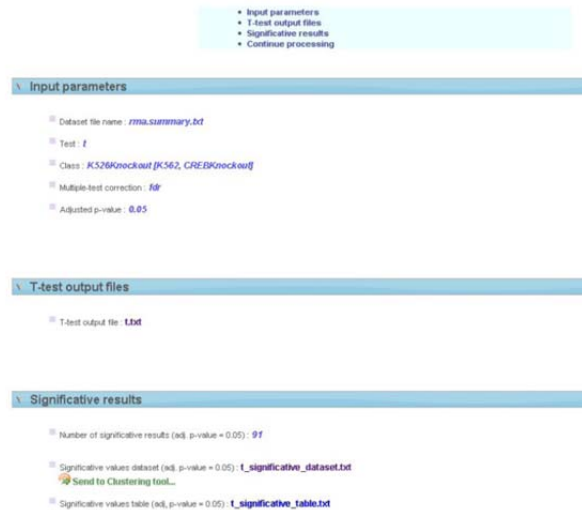 Input parameters
T-test output files
Significative results
Continue processing
Input parameters
Dataset file name : rma.summary.txt
Test : t
Class : K526Knockout [K562, CREBKnockout]
Multiple-test correction : fdr
Adjusted p-value : 0.05
T-test output files
T-test output file : t.txt
Significative results
Number of significative results (adj. p-value = 0.05) : 91
Significative values dataset (adj. p-value = 0.05) : t_significative_dataset.txt
Send to Clustering tool...
Significative values table (adj, p-value = 0.05) : t_significative_table.txt